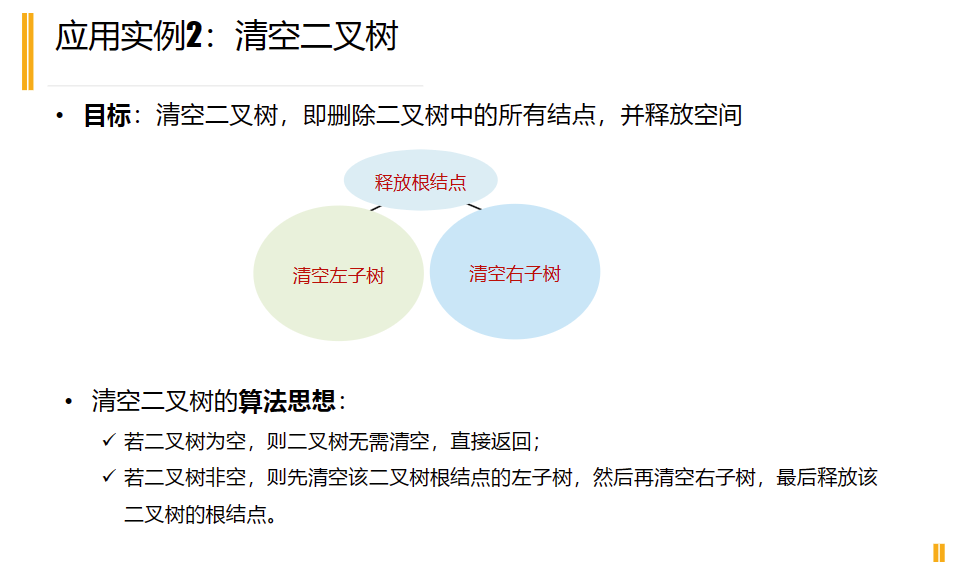 应用实例2：清空二叉树
• 目标：清空二叉树，即删除二叉树中的所有结点，并释放空间
释放根结点
清空左子树
清空右子树
• 清空二叉树的算法思想：
✓ 若二叉树为空，则二叉树无需清空，直接返回；
✓ 若二叉树非空，则先清空该二叉树根结点的左子树，然后再清空右子树，最后释放该
二叉树的根结点。